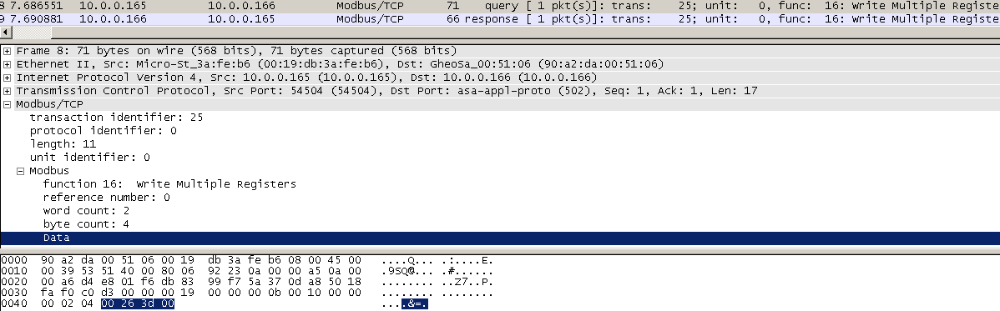 8 7.686551 10.0.0.165 10.0.0.166 Modbus/TCP 71 query [ 1 pkt(s)]: trans: 25; unit: 0, func: 16: Write Multiple Registe
9 7.690881 10.0.0.166 10.0.0.165 Modbus/TCP 66 response [ 1 pkt(s)]: trans: 25; unit: 0, func: 16: Write Multiple Registe
Frame 8: 71 bytes on wire (568 bits), 71 bytes captured (568 bits)
Ethernet II, Src: Micro-St_3a:fe:b6 (00:19:db:3a:fe:b6), Dst: GheoSa_00:51:06 (90:a2:da:00:51:06)
Internet Protocol Version 4, Src: 10.0.0.165 (10.0.0.165), Dst: 10.0.0.166 (10.0.0.166)
Transmission Control Protocol, Src Port: 54504 (54504), Dst Port: asa-appl-proto (502), Seq: 1, Ack: 1, Len: 17
Modbus/TCP
transaction identifier: 25
protocol identifier: 0
length: 11
unit identifier: 0
Modbus
function 16: Write Multiple Registers
reference number: 0
word count: 2
byte count: 4
Data
0000 90 a2 da 00 51 06 00 19 db 3a fe b6 08 00 45 00 ....Q... .:....E.
0010 00 39 53 51 40 00 80 06 92 23 0a 00 00 a5 0a 00 .9SQ@... .#......
0020 00 a6 d4 e8 01 f6 db 83 99 f7 5a 37 0d a8 50 18 ........ ..Z7..P.
0030 fa f0 c0 d3 00 00 00 19 00 00 00 0b 00 10 00 00 ........ ........
0040 00 02 04 00 26 3d 00 ....&=.